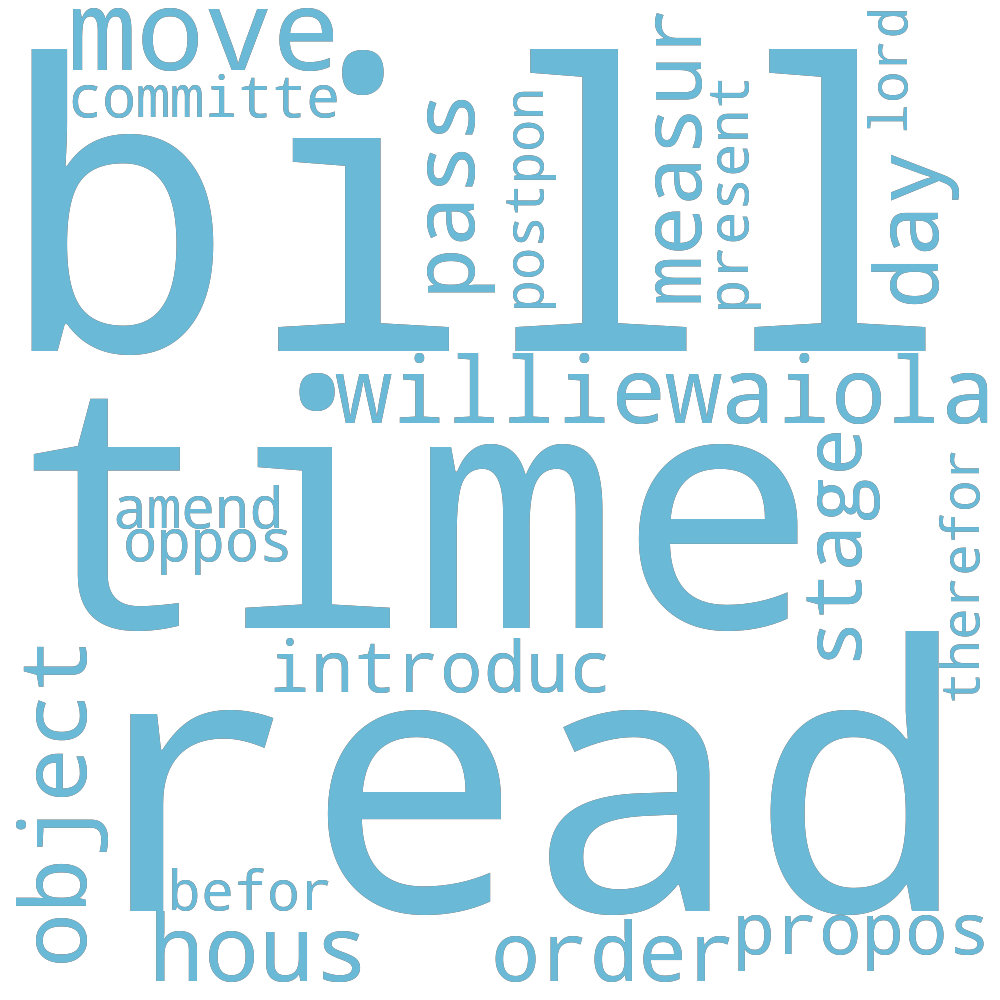 move
committe
bill
pass
postpon
measur
present
lord
day
williewaiola
time
amend
oppos
stage
therefor
introduc
object
read
befor
hous
order
propos